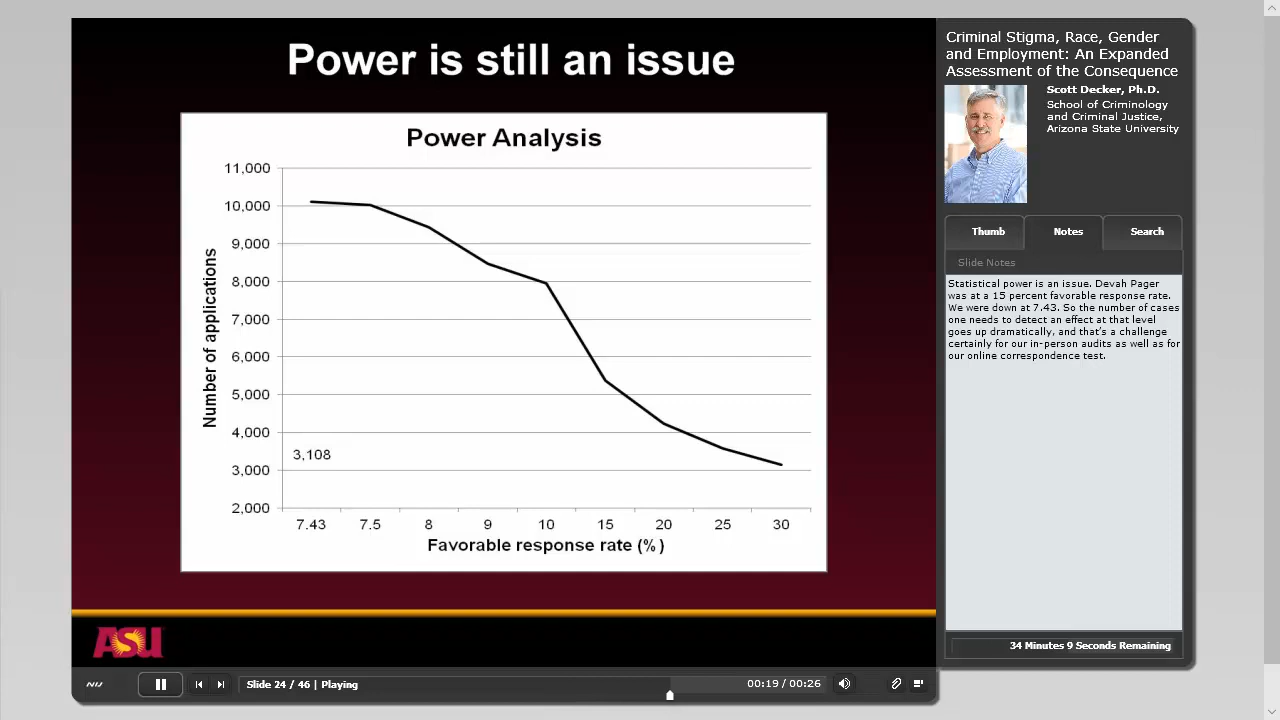 Power is still an issue
Power Analysis
11,000
10,000
9,000
8,000
7,000
6,000
5,000
4,000
3,000
2,000
Number of applications
3,108
7.43 7.5 8 9 10 15 20 25 30
Favorable response rate (%)
ASU
Criminal Stigma, Race, Gender
and Employment: An Expanded
Assessment of the Consequence
Scott Decker, Ph.D.
School of Criminology
and Criminal Justice,
Arizona State University
Thumb Notes Search
Slide Notes
Statistical power is an issue. Devah Pager
was at a 15 percent favorable response rate.
We were down at 7.43. So the number of cases
one needs to detect an effect at that level
goes up dramatically, and that's a challenge
certainly for our in-person audits as well as for
our online correspondence test.
34 Minutes 9 Seconds Remaining
NIJ
Slide 24 / 46 | Playing
00:19 / 00:26